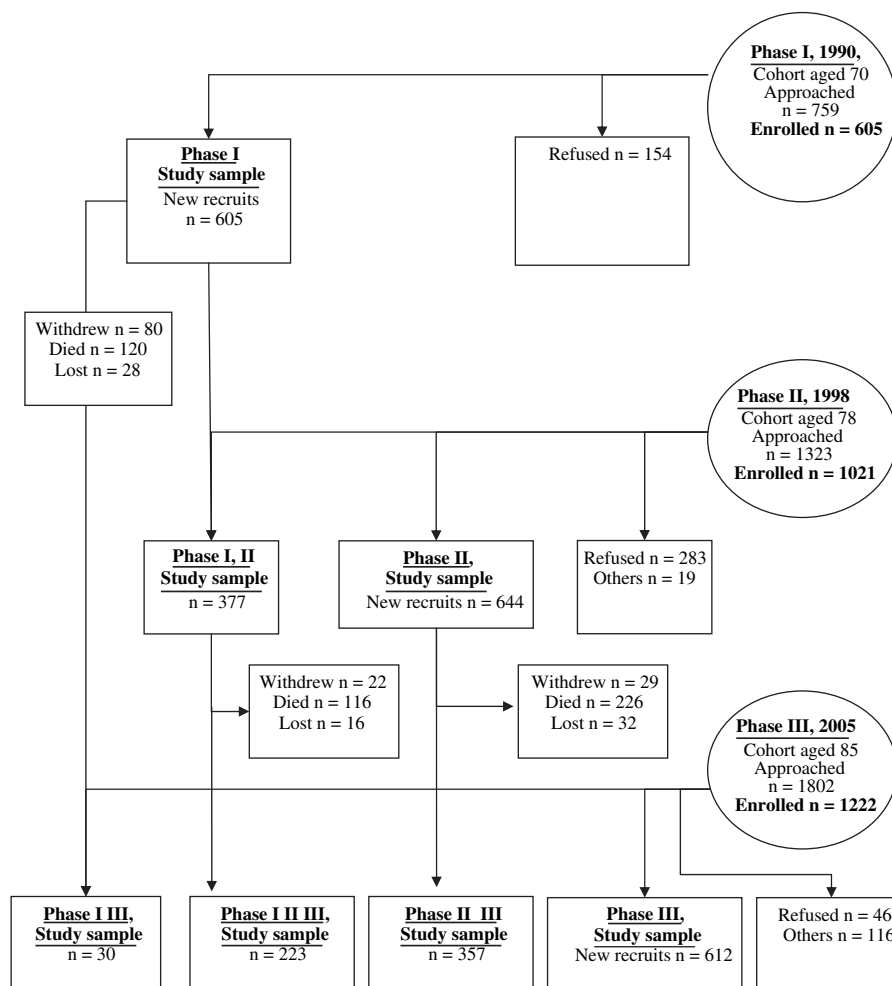 Phase I, 1990,
Cohort aged 70
Approached
n = 759
Enrolled n = 605
Phase I
Study sample
New recruits
n = 605
Refused n = 154
Withdrew n = 80
Died n = 120
Lost n = 28
Phase II, 1998
Cohort aged 78
Approached
n = 1323
Enrolled n = 1021
Phase I, II
Study sample
n = 377
Phase II,
Study sample
New recruits n = 644
Refused n = 283
Others n = 19
Withdrew n = 22
Died n = 116
Lost n = 16
Withdrew n = 29
Died n = 226
Lost n = 32
Phase III, 2005
Cohort aged 85
Approached
n = 1802
Enrolled n = 1222
Phase I III,
Study sample
n = 30
Phase I II III,
Study sample
n = 223
Phase II III
Study sample
n = 357
Phase III,
Study sample
New recruits n = 612
Refused n = 46
Others n = 116